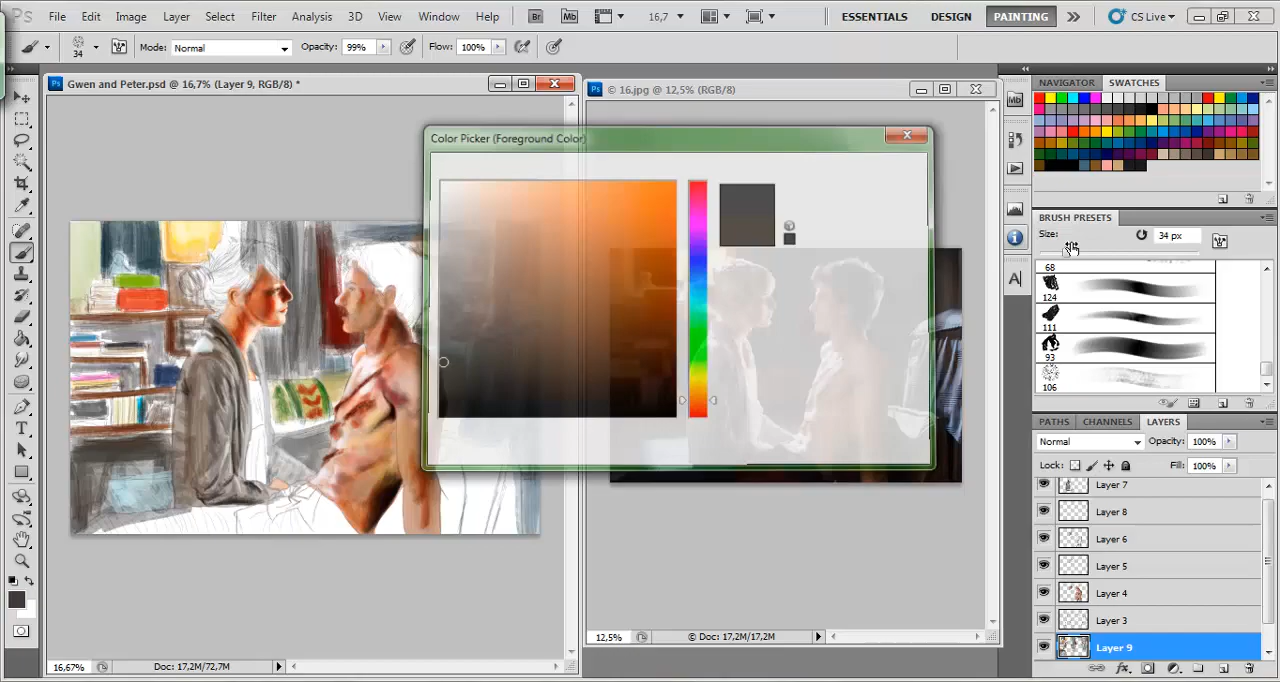 Ps File Edit Image Layer Select Filter Analysis 3D View Window Help Br Mb 16,7 ESSENTIALS DESIGN PAINTING CS Live
34 Mode: Normal Opacity: 99% Flow: 100%
Ps Gwen and Peter.psd @ 16,7% (Layer 9, RGB/8) *
Ps © 16.jpg @ 12,5% (RGB/8)
Color Picker (Foreground Color)
NAVIGATOR SWATCHES
Mb
BRUSH PRESETS
Size: 34 px
68
124
111
93
106
PATHS CHANNELS LAYERS
Normal Opacity: 100%
Lock: Fill: 100%
Layer 7
Layer 8
Layer 6
Layer 5
Layer 4
Layer 3
Layer 9
16,67% Doc: 17,2M/72,7M
12,5% © Doc: 17,2M/17,2M